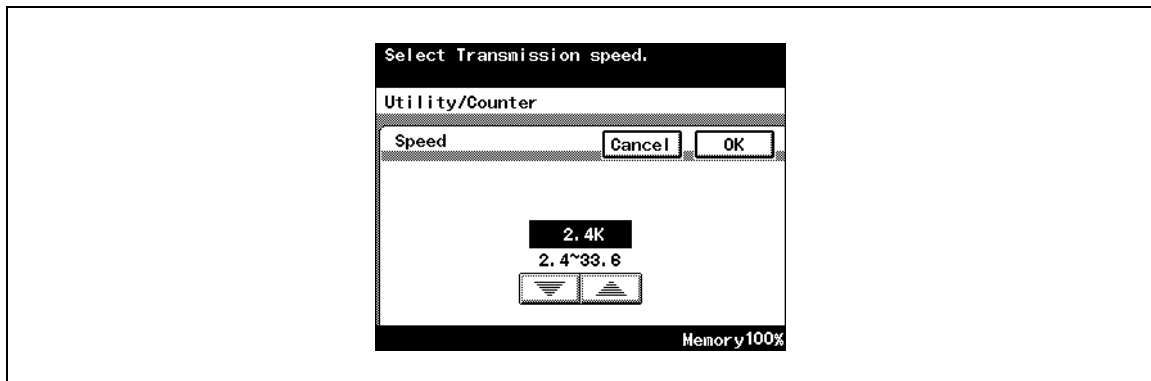 Select Transmission speed.
Utility/Counter
Speed Cancel OK
2.4K
2.4~33.6
Memory100%